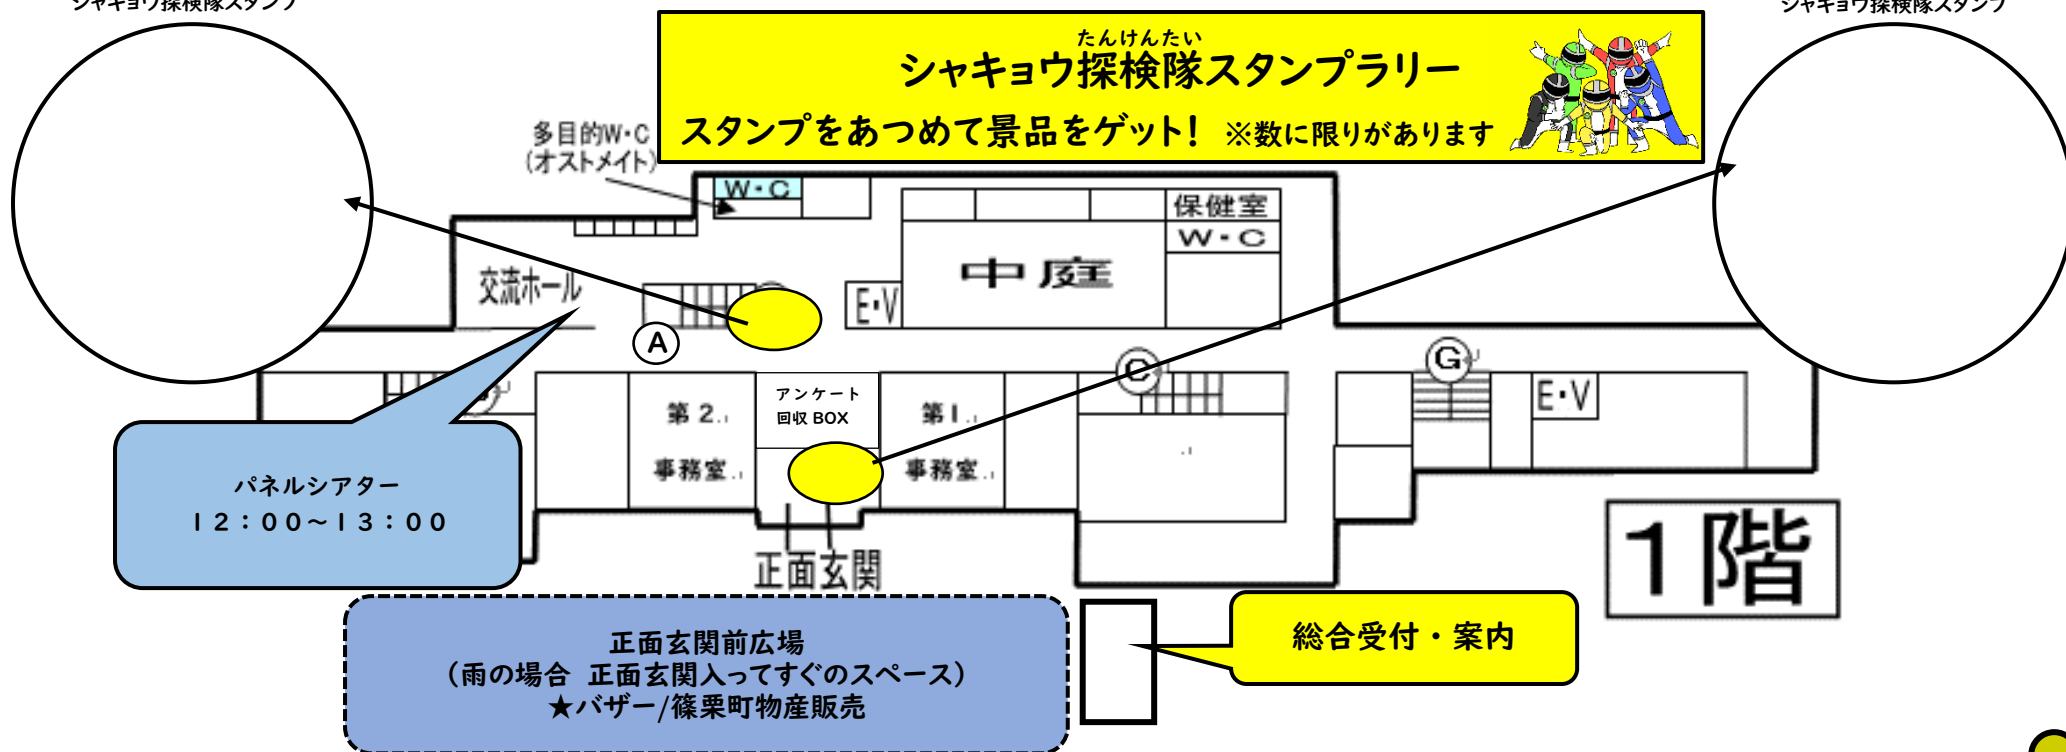 シャキョウ探検隊スタンプ
シャキョウ探検隊スタンプ
たんけんたい
シャキョウ探検隊スタンプラリー
スタンプをあつめて景品をゲット! ※数に限りがあります
多目的W・C
(オストメイト)
W・C
保健室
W・C
中庭
交流ホール
E・V
A
C
G
E・V
アンケート
回収 BOX
第2
事務室
第1
事務室
パネルシアター
12:00~13:00
正面玄関
1階
正面玄関前広場
(雨の場合 正面玄関入ってすぐのスペース)
★バザー/篠栗町物産販売
総合受付・案内